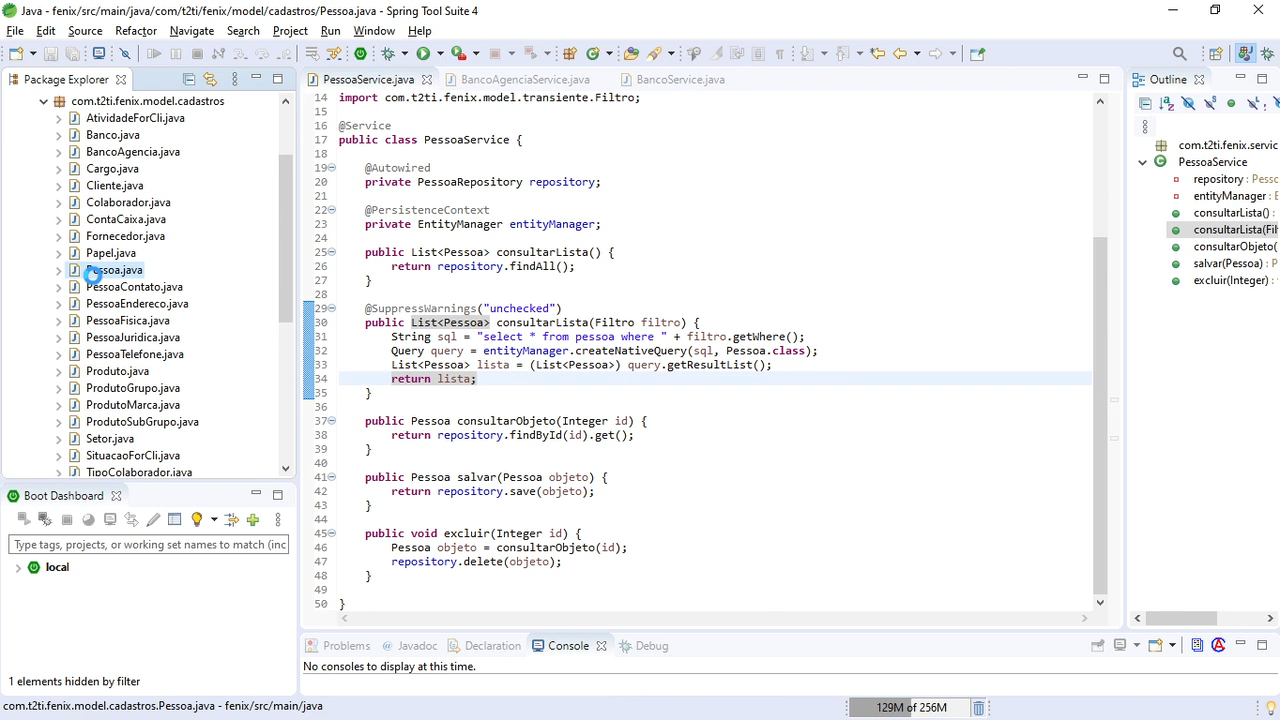 Java - fenix/src/main/java/com/t2ti/fenix/model/cadastros/Pessoa.java - Spring Tool Suite 4
File Edit Source Refactor Navigate Search Project Run Window Help
Package Explorer
com.t2ti.fenix.model.cadastros
AtividadeForCli.java
Banco.java
BancoAgencia.java
Cargo.java
Cliente.java
Colaborador.java
ContaCaixa.java
Fornecedor.java
Papel.java
Pessoa.java
PessoaContato.java
PessoaEndereco.java
PessoaFisica.java
PessoaJuridica.java
PessoaTelefone.java
Produto.java
ProdutoGrupo.java
ProdutoMarca.java
ProdutoSubGrupo.java
Setor.java
SituacaoForCli.java
TipoColaborador.java
Boot Dashboard
Type tags, projects, or working set names to match (inc
local
1 elements hidden by filter
PessoaService.java BancoAgenciaService.java BancoService.java
14 import com.t2ti.fenix.model.transiente.Filtro;
15
16 @Service
17 public class PessoaService {
18
19 @Autowired
20 private PessoaRepository repository;
21
22 @PersistenceContext
23 private EntityManager entityManager;
24
25 public List<Pessoa> consultarLista() {
26 return repository.findAll();
27 }
28
29 @SuppressWarnings("unchecked")
30 public List<Pessoa> consultarLista(Filtro filtro) {
31 String sql = "select * from pessoa where " + filtro.getWhere();
32 Query query = entityManager.createNativeQuery(sql, Pessoa.class);
33 List<Pessoa> lista = (List<Pessoa>) query.getResultList();
34 return lista;
35 }
36
37 public Pessoa consultarObjeto(Integer id) {
38 return repository.findById(id).get();
39 }
40
41 public Pessoa salvar(Pessoa objeto) {
42 return repository.save(objeto);
43 }
44
45 public void excluir(Integer id) {
46 Pessoa objeto = consultarObjeto(id);
47 repository.delete(objeto);
48 }
49
50 }
Problems Javadoc Declaration Console Debug
No consoles to display at this time.
Outline
com.t2ti.fenix.servic
PessoaService
repository : Pessc
entityManager : E
consultarLista() :
consultarLista(Fil
consultarObjeto(
salvar(Pessoa) : P
excluir(Integer) :
com.t2ti.fenix.model.cadastros.Pessoa.java - fenix/src/main/java
129M of 256M